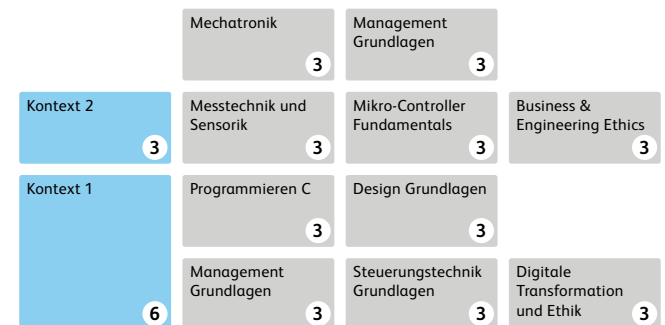 Mechatronik
3
Management
Grundlagen
3
Kontext 2
3
Messtechnik und
Sensorik
3
Mikro-Controller
Fundamentals
3
Business &
Engineering Ethics
3
Kontext 1
6
Programmieren C
3
Design Grundlagen
3
Management
Grundlagen
3
Steuerungstechnik
Grundlagen
3
Digitale
Transformation
und Ethik
3